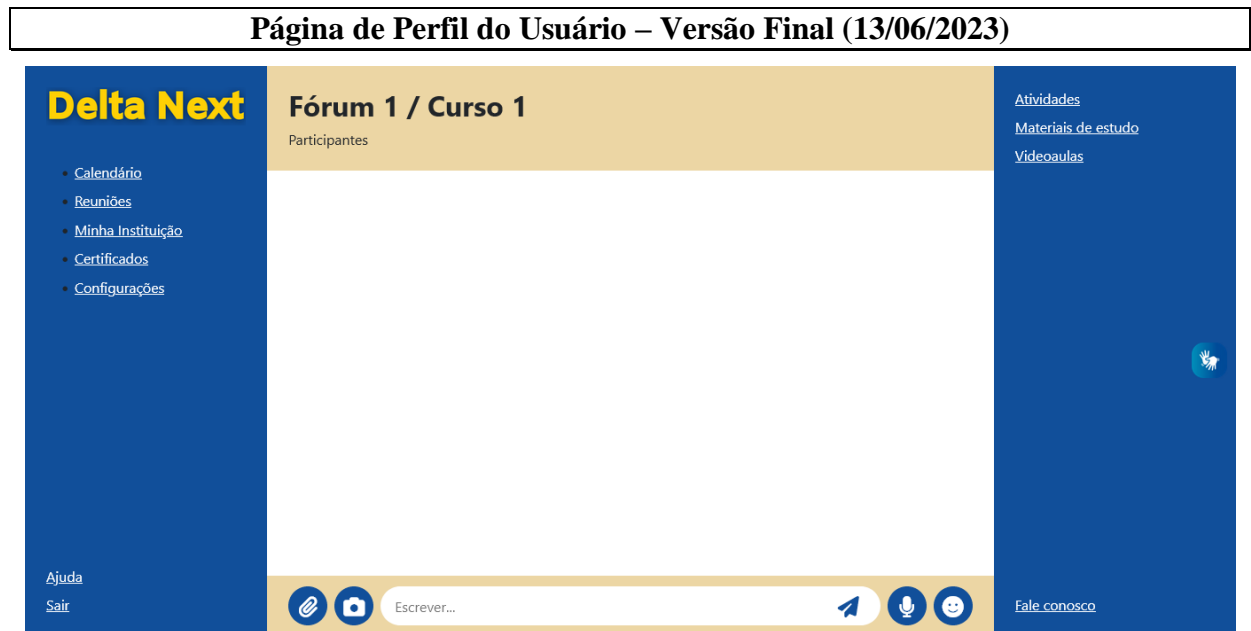 Página de Perfil do Usuário – Versão Final (13/06/2023)
Delta Next
Calendário
Reuniões
Minha Instituição
Certificados
Configurações
Ajuda
Sair
Fórum 1 / Curso 1
Participantes
Escrever...
Atividades
Materiais de estudo
Videoaulas
Fale conosco